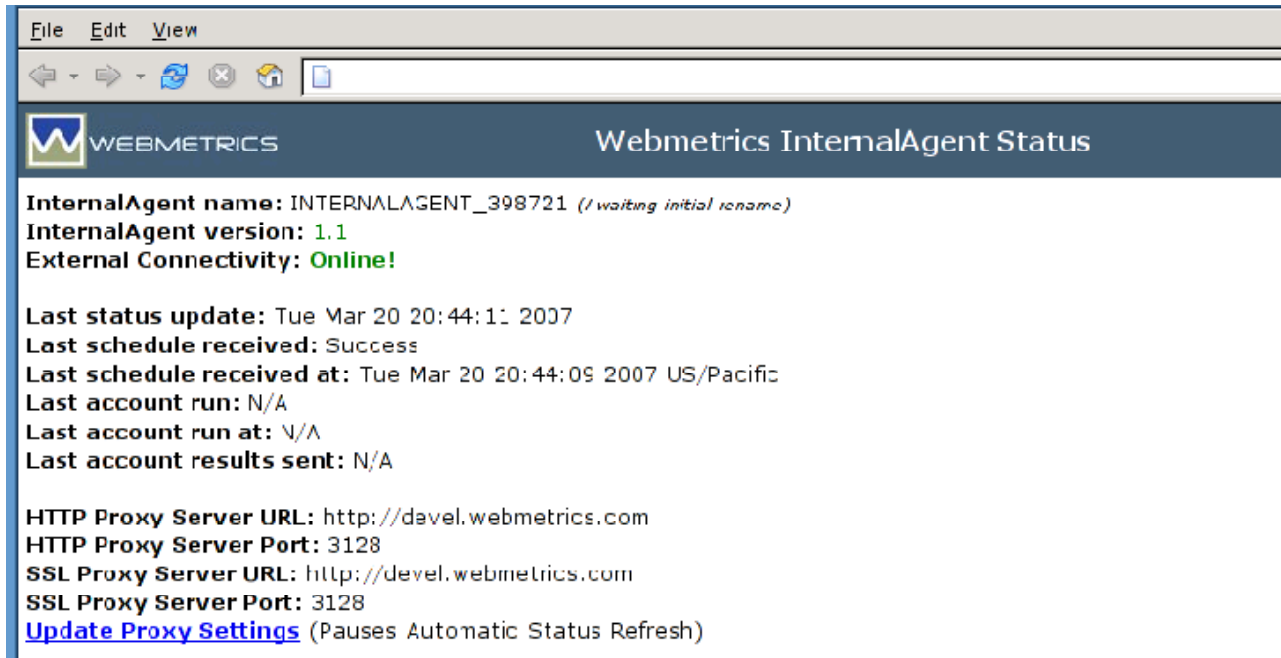 File Edit View
WEBMETRICS Webmetrics InternalAgent Status
InternalAgent name: INTERNALAGENT_398721 (Awaiting initial rename)
InternalAgent version: 1.1
External Connectivity: Online!
Last status update: Tue Mar 20 20:44:11 2007
Last schedule received: Success
Last schedule received at: Tue Mar 20 20:44:09 2007 US/Pacific
Last account run: N/A
Last account run at: N/A
Last account results sent: N/A
HTTP Proxy Server URL: http://devel.webmetrics.com
HTTP Proxy Server Port: 3128
SSL Proxy Server URL: http://devel.webmetrics.com
SSL Proxy Server Port: 3128
Update Proxy Settings (Pauses Automatic Status Refresh)